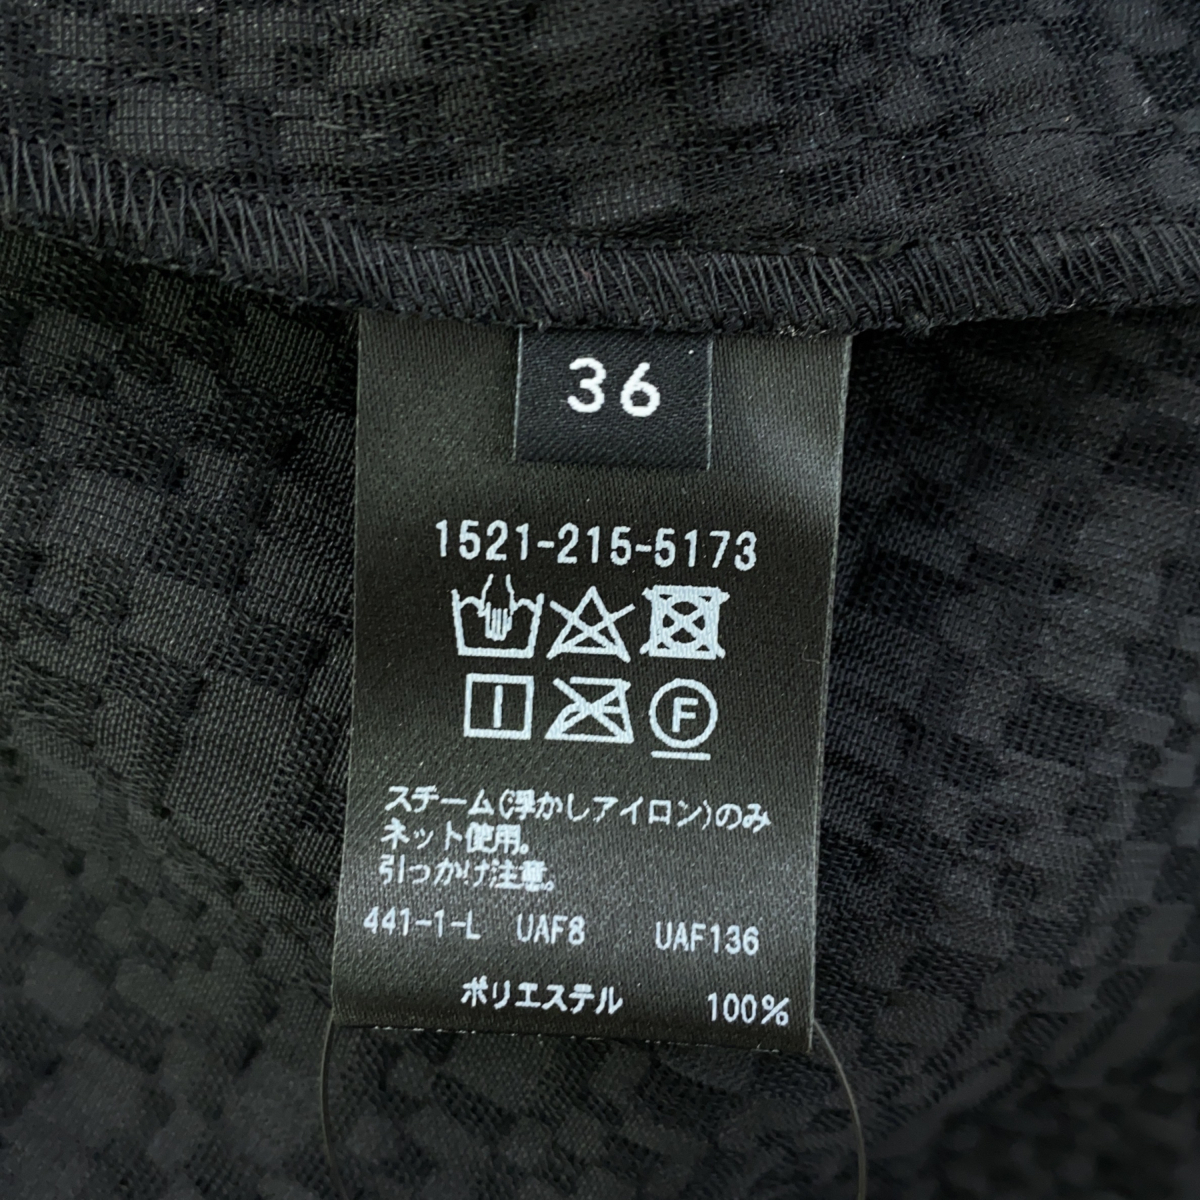 36
1521-215-5173
F
スチーム(浮かしアイロン)のみ
ネット使用。
引っかけ注意。
441-1-L UAF8 UAF136
ポリエステル 100%